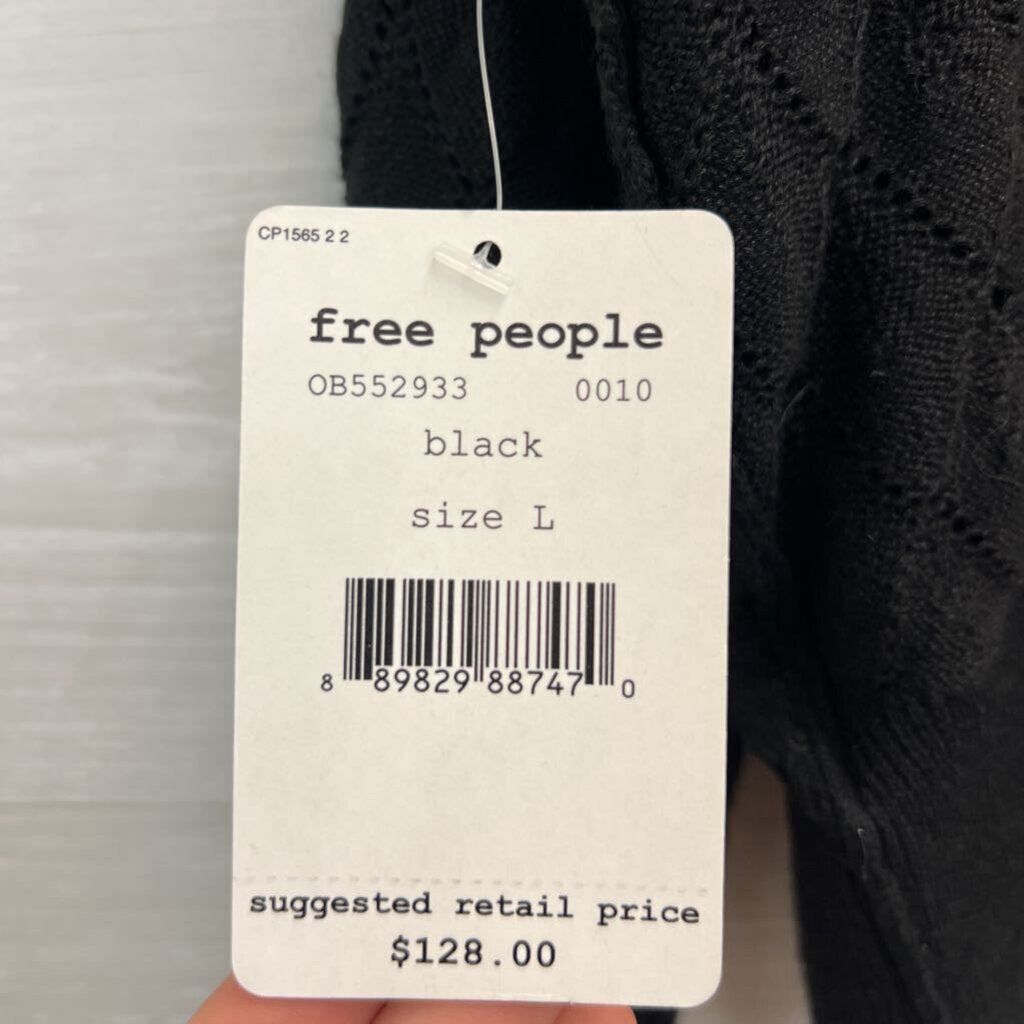 CP1565 2 2
free people
OB552933 0010
black
size L
8 89829 88747 0
suggested retail price
$128.00